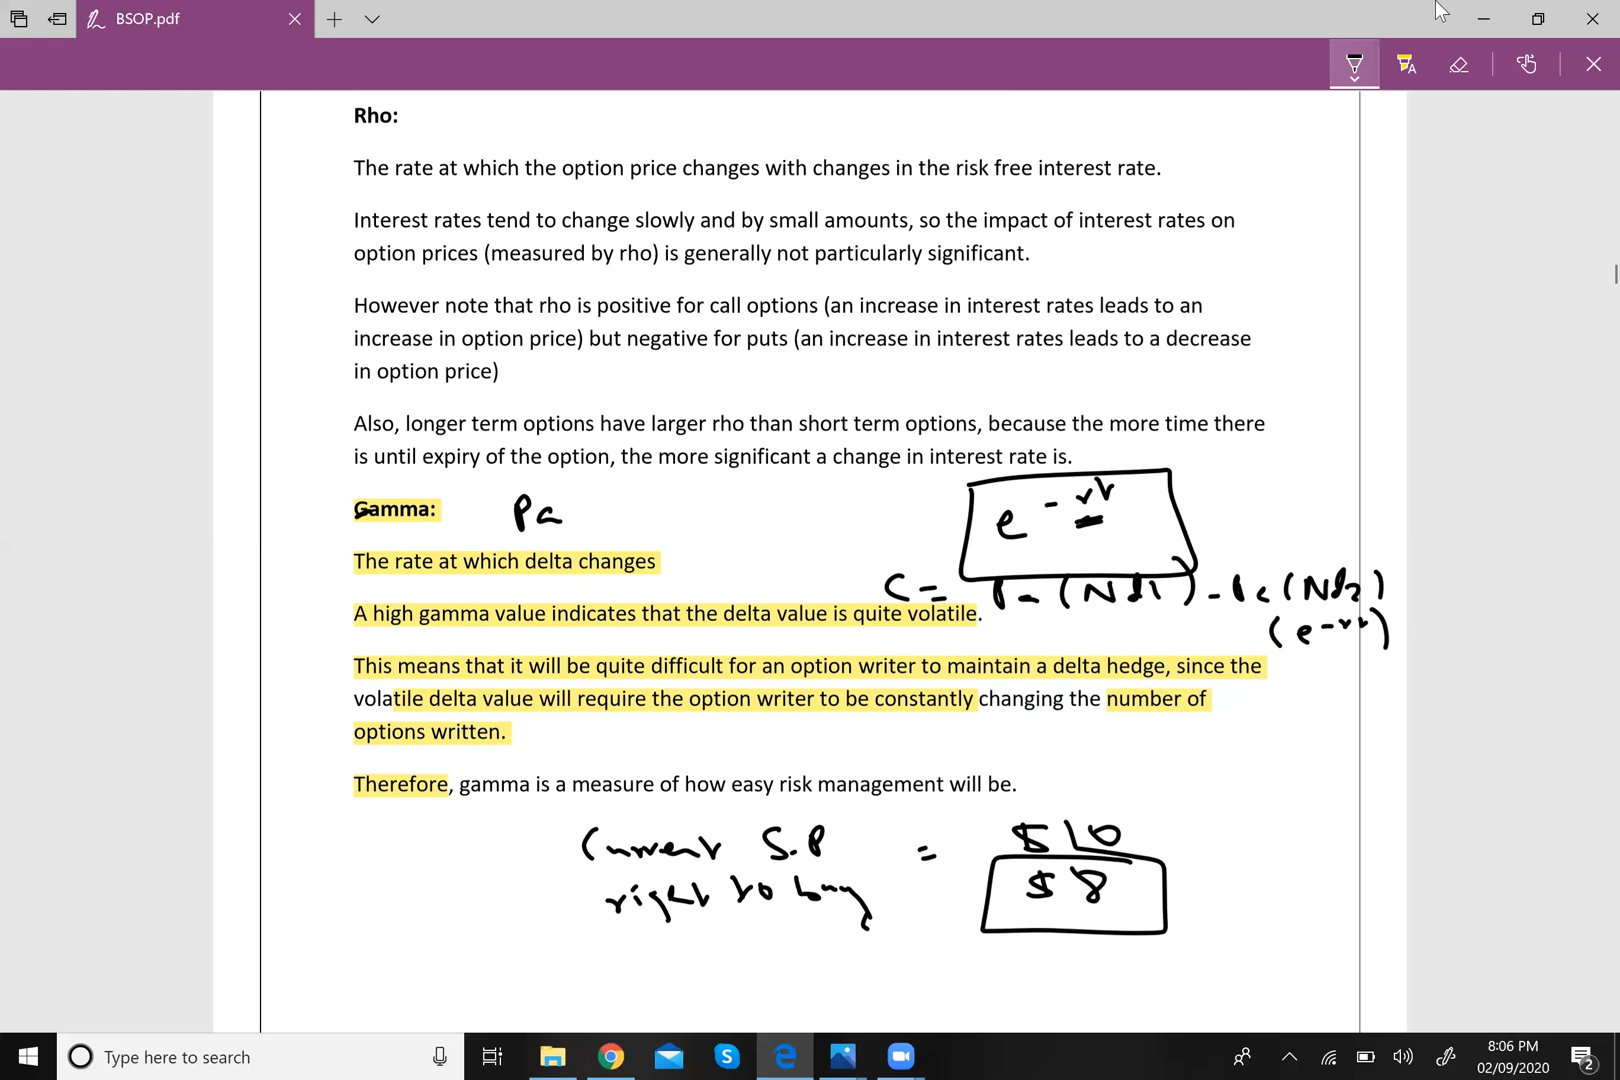 BSOP.pdf
Rho:
The rate at which the option price changes with changes in the risk free interest rate.
Interest rates tend to change slowly and by small amounts, so the impact of interest rates on
option prices (measured by rho) is generally not particularly significant.
However note that rho is positive for call options (an increase in interest rates leads to an
increase in option price) but negative for puts (an increase in interest rates leads to a decrease
in option price)
Also, longer term options have larger rho than short term options, because the more time there
is until expiry of the option, the more significant a change in interest rate is.
Gamma: Pa
e - rt
The rate at which delta changes
C = Pa (Nd1) - Pe (Nd2)
A high gamma value indicates that the delta value is quite volatile.
(e-rt)
This means that it will be quite difficult for an option writer to maintain a delta hedge, since the
volatile delta value will require the option writer to be constantly changing the number of
options written.
Therefore, gamma is a measure of how easy risk management will be.
Current S.P = $10
right to buy $8
Type here to search
8:06 PM
02/09/2020
2